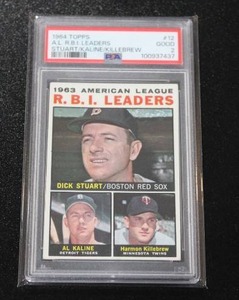 1964 TOPPS #12
A.L. R.B.I. LEADERS GOOD
STUART/KALINE/KILLEBREW 2
PSA 100937437
1963 AMERICAN LEAGUE
R.B.I. LEADERS
DICK STUART/BOSTON RED SOX
AL KALINE
DETROIT TIGERS
Harmon Killebrew
MINNESOTA TWINS